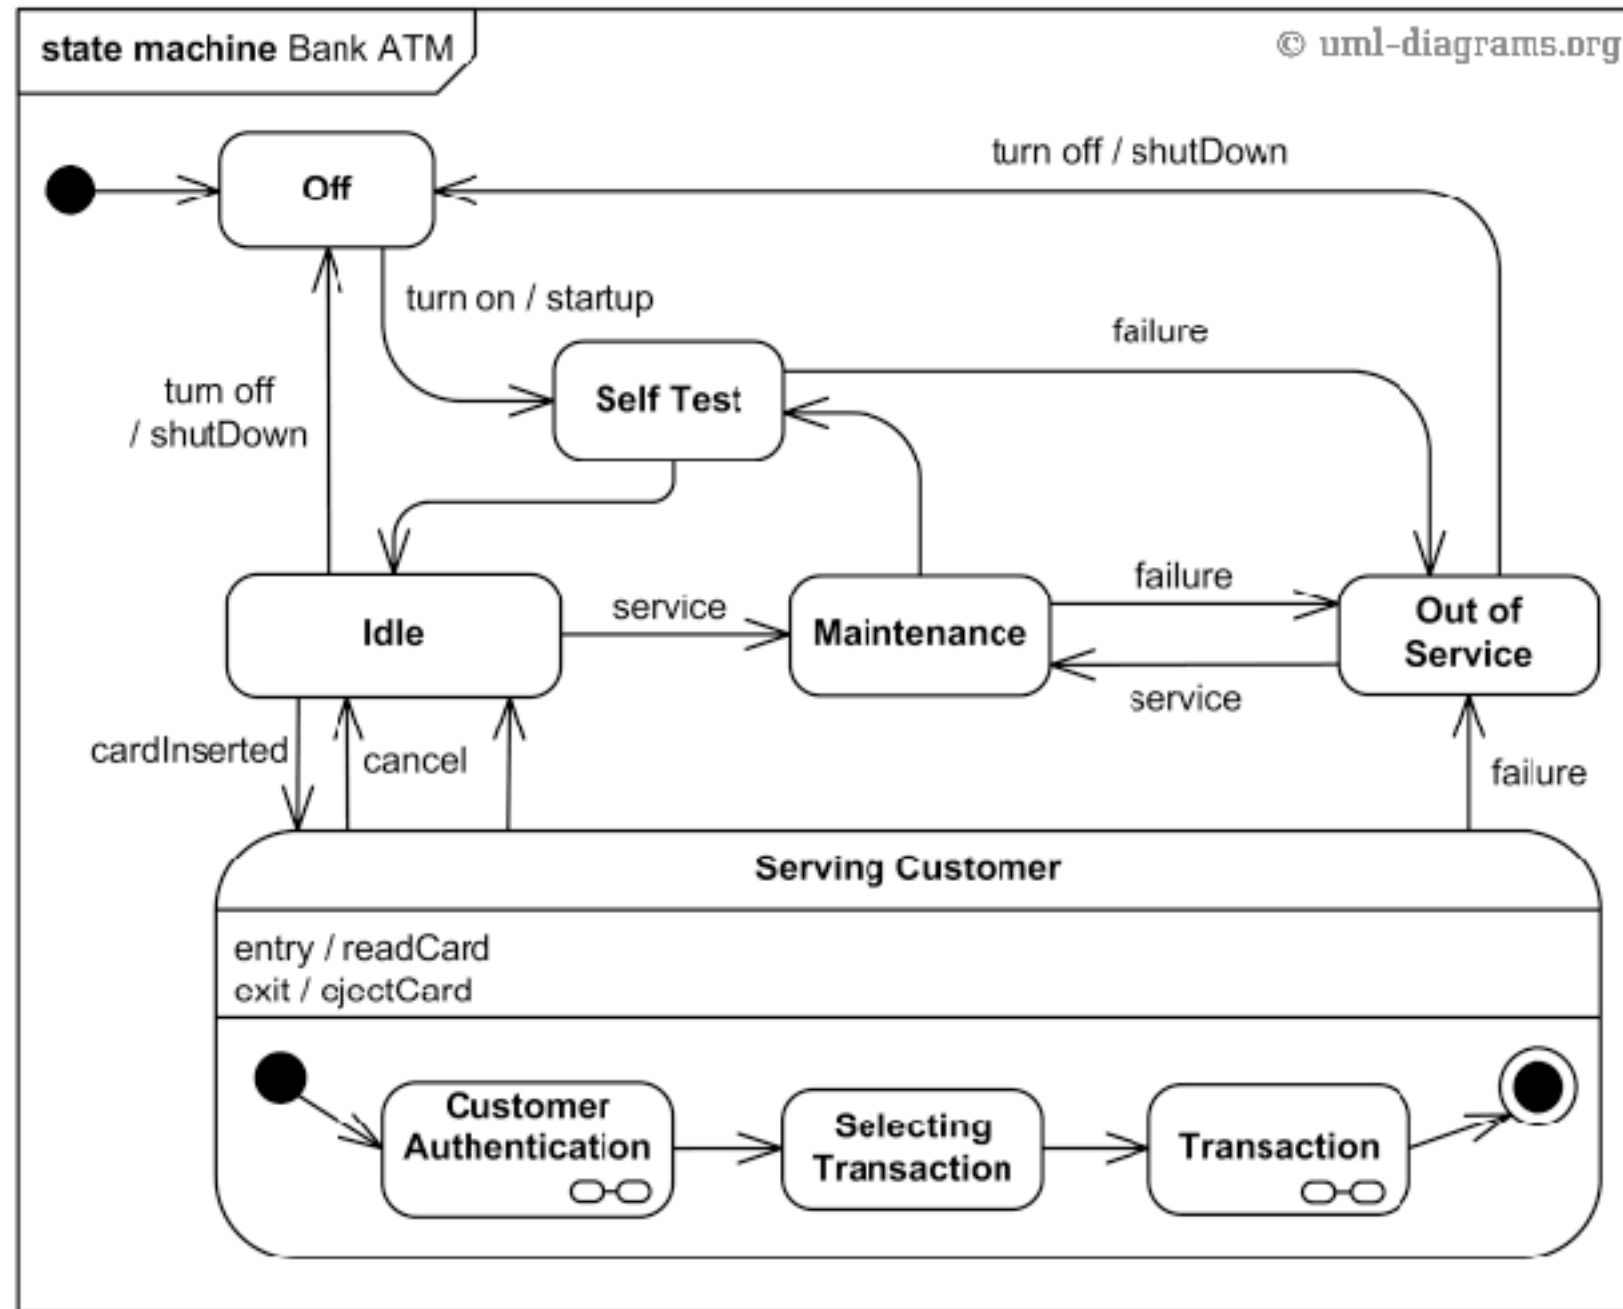 state machine Bank ATM
© uml-diagrams.org
turn off / shutDown
Off
turn on / startup
failure
turn off
/ shutDown
Self Test
Idle
service
Maintenance
failure
Out of
Service
service
cardInserted
cancel
failure
Serving Customer
entry / readCard
exit / ejectCard
Customer
Authentication
Selecting
Transaction
Transaction